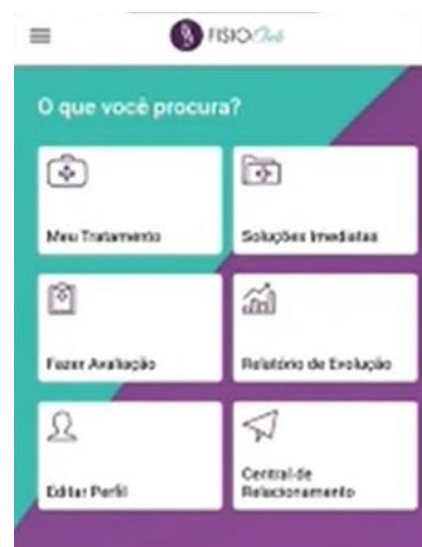 FISIO Club
O que você procura?
Meu Tratamento
Soluções Imediatas
Fazer Avaliação
Relatório de Evolução
Editar Perfil
Central de
Relacionamento